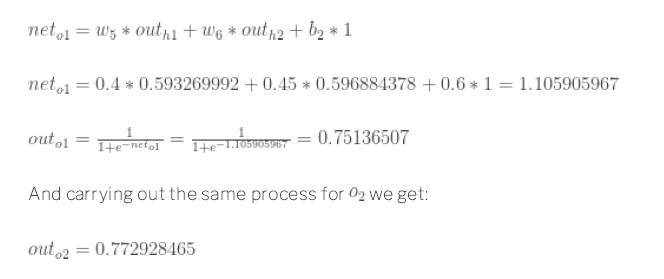 net_{o1} = w_5 * out_{h1} + w_6 * out_{h2} + b_2 * 1
net_{o1} = 0.4 * 0.593269992 + 0.45 * 0.596884378 + 0.6 * 1 = 1.105905967
out_{o1} = \frac{1}{1+e^{-net_{o1}}} = \frac{1}{1+e^{-1.105905967}} = 0.75136507
And carrying out the same process for o_2 we get:
out_{o2} = 0.772928465